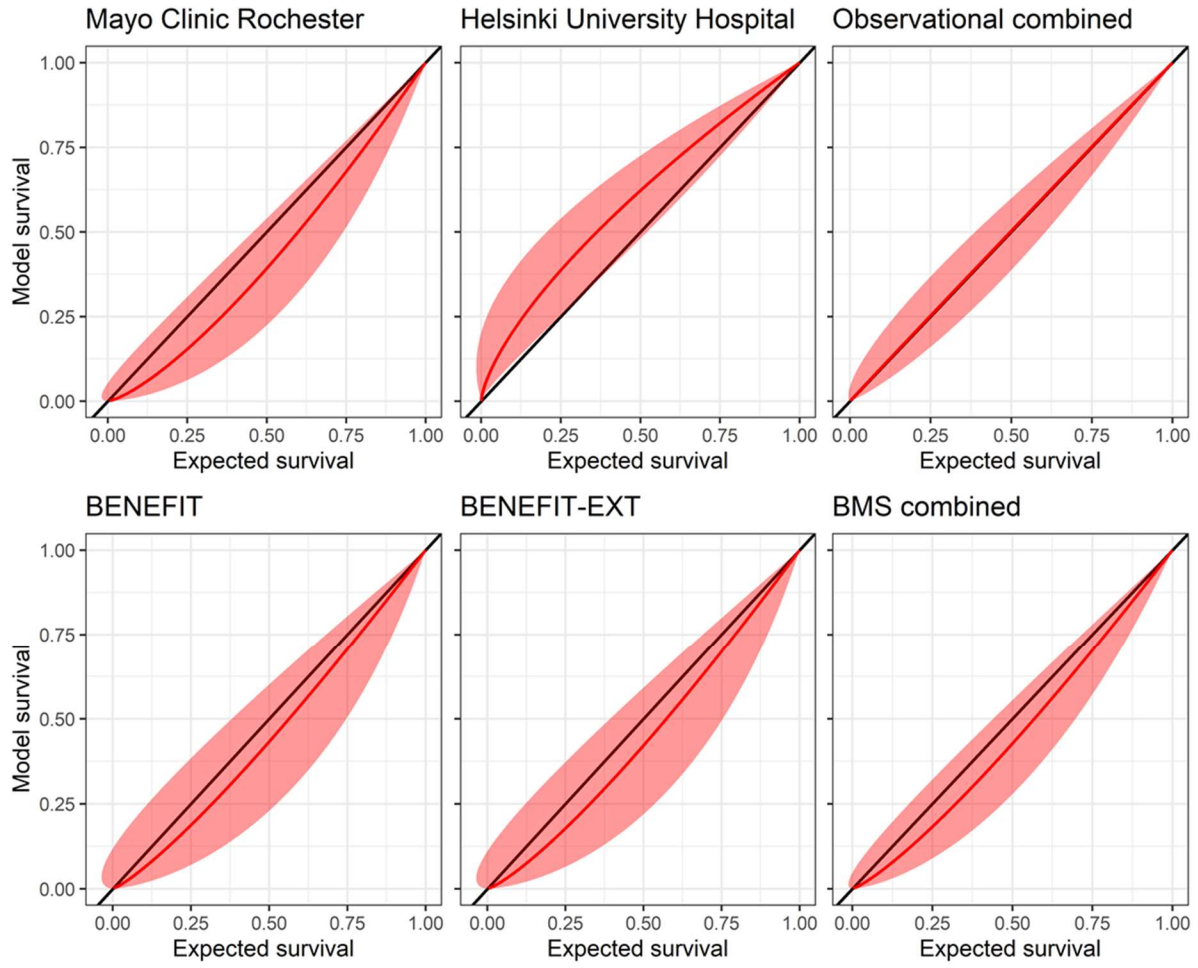 Mayo Clinic Rochester
Helsinki University Hospital
Observational combined
Model survival
1.00
0.75
0.50
0.25
0.00
0.00 0.25 0.50 0.75 1.00
0.00 0.25 0.50 0.75 1.00
0.00 0.25 0.50 0.75 1.00
Expected survival
Expected survival
Expected survival
BENEFIT
BENEFIT-EXT
BMS combined
Model survival
1.00
0.75
0.50
0.25
0.00
0.00 0.25 0.50 0.75 1.00
0.00 0.25 0.50 0.75 1.00
0.00 0.25 0.50 0.75 1.00
Expected survival
Expected survival
Expected survival